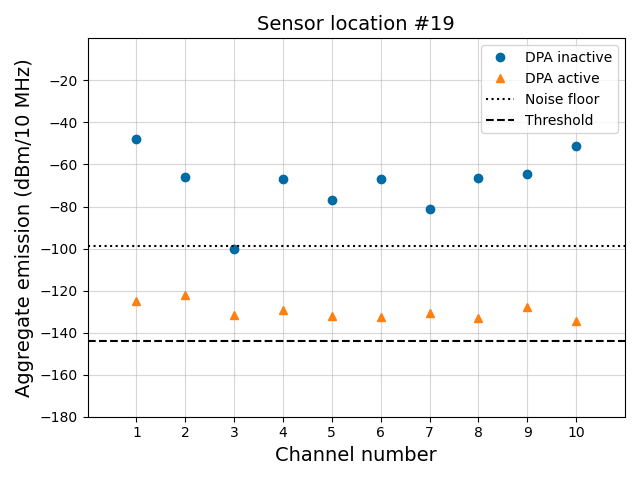 Sensor location #19
DPA inactive
DPA active
Noise floor
Threshold
Aggregate emission (dBm/10 MHz)
−20
−40
−60
−80
−100
−120
−140
−160
−180
1 2 3 4 5 6 7 8 9 10
Channel number